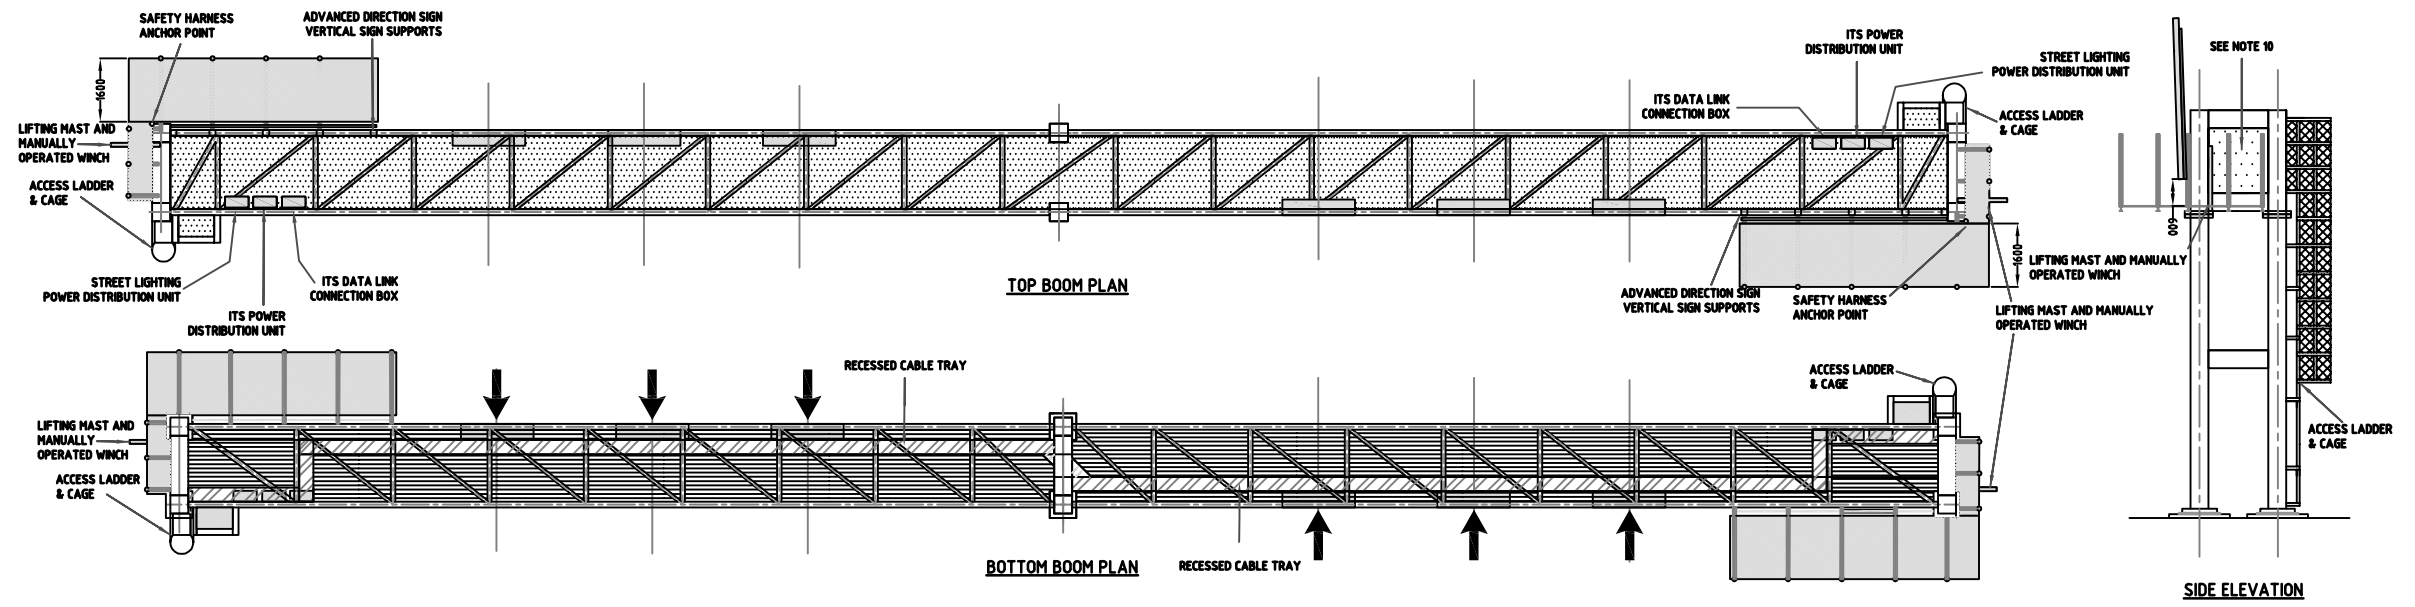 SAFETY HARNESS
ANCHOR POINT
ADVANCED DIRECTION SIGN
VERTICAL SIGN SUPPORTS
1600
LIFTING MAST AND
MANUALLY
OPERATED WINCH
ACCESS LADDER
& CAGE
STREET LIGHTING
POWER DISTRIBUTION UNIT
ITS POWER
DISTRIBUTION UNIT
ITS DATA LINK
CONNECTION BOX
TOP BOOM PLAN
ITS POWER
DISTRIBUTION UNIT
STREET LIGHTING
POWER DISTRIBUTION UNIT
ITS DATA LINK
CONNECTION BOX
ACCESS LADDER
& CAGE
1600
LIFTING MAST AND MANUALLY
OPERATED WINCH
ADVANCED DIRECTION SIGN
VERTICAL SIGN SUPPORTS
SAFETY HARNESS
ANCHOR POINT
LIFTING MAST AND MANUALLY
OPERATED WINCH
SEE NOTE 10
600
ACCESS LADDER
& CAGE
SIDE ELEVATION
RECESSED CABLE TRAY
ACCESS LADDER
& CAGE
LIFTING MAST AND
MANUALLY
OPERATED WINCH
ACCESS LADDER
& CAGE
BOTTOM BOOM PLAN
RECESSED CABLE TRAY